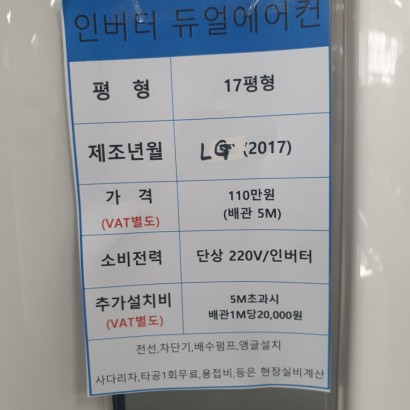 인버터 듀얼에어컨
평 형 17평형
제조년월 LG (2017)
가 격 110만원
(VAT별도) (배관 5M)
소비전력 단상 220V/인버터
추가설치비 5M초과시
(VAT별도) 배관1M당20,000원
전선,차단기,배수펌프,앵글설치
사다리차,타공1회무료,용접비,등은 현장실비계산